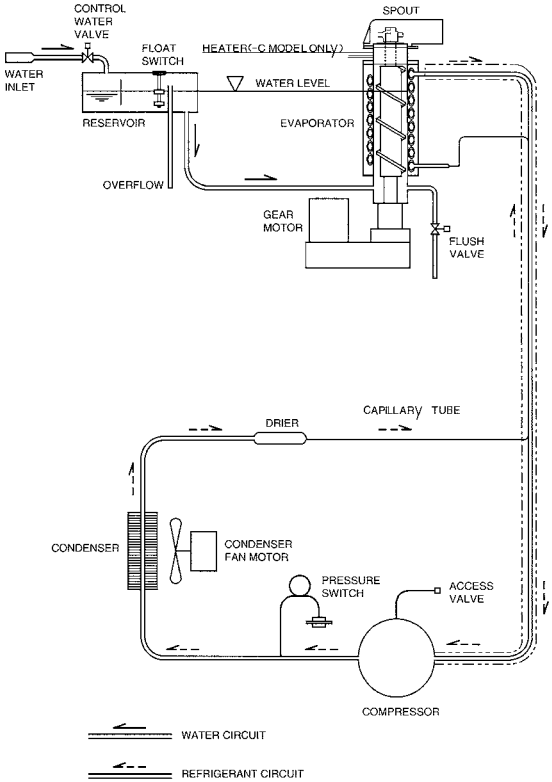 SPOUT
CONTROL
WATER
VALVE
FLOAT
SWITCH
HEATER(-C MODEL ONLY)
WATER
INLET
WATER LEVEL
RESERVOIR
EVAPORATOR
OVERFLOW
GEAR
MOTOR
FLUSH
VALVE
CAPILLARY TUBE
DRIER
CONDENSER
CONDENSER
FAN MOTOR
PRESSURE
SWITCH
ACCESS
VALVE
COMPRESSOR
WATER CIRCUIT
REFRIGERANT CIRCUIT